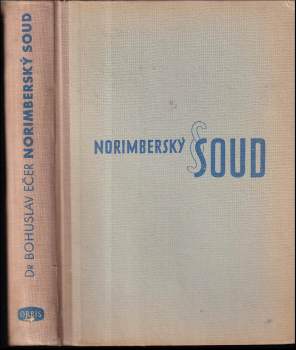 Dr BOHUSLAV EČER NORIMBERSKÝ SOUD
ORBIS
NORIMBERSKÝ § SOUD